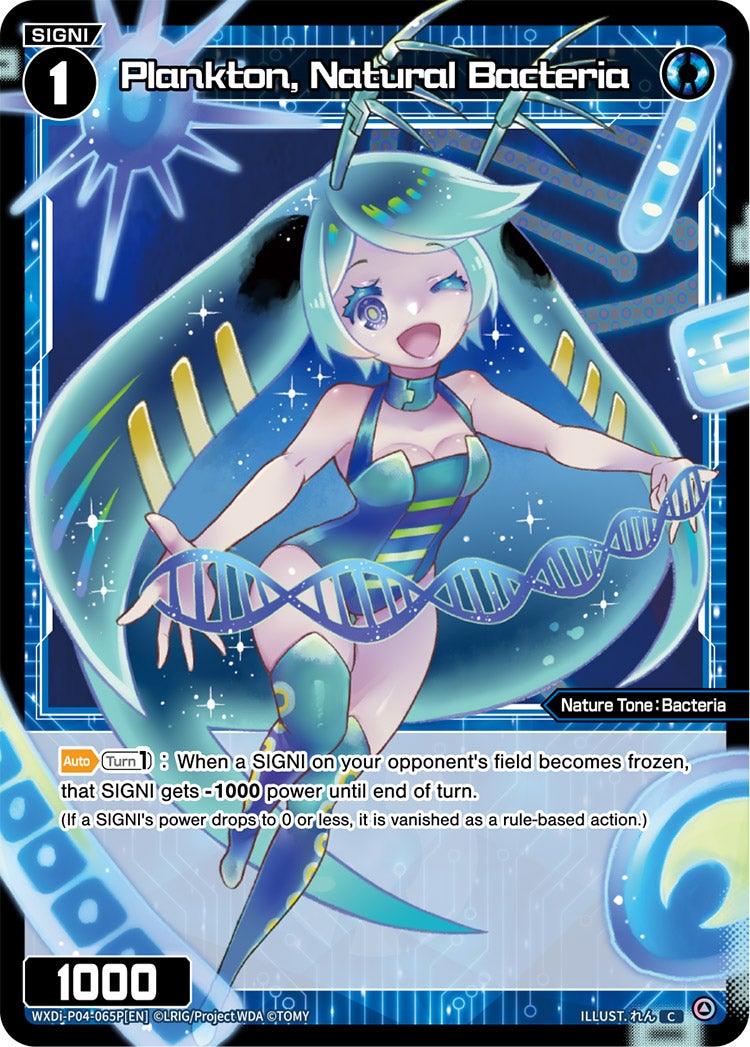 SIGNI
1 Plankton, Natural Bacteria
Nature Tone：Bacteria
Auto Turn 1 : When a SIGNI on your opponent's field becomes frozen,
that SIGNI gets -1000 power until end of turn.
(If a SIGNI's power drops to 0 or less, it is vanished as a rule-based action.)
1000
WXDi-P04-065P[EN] ©LRIG/Project WDA ©TOMY ILLUST. れん C